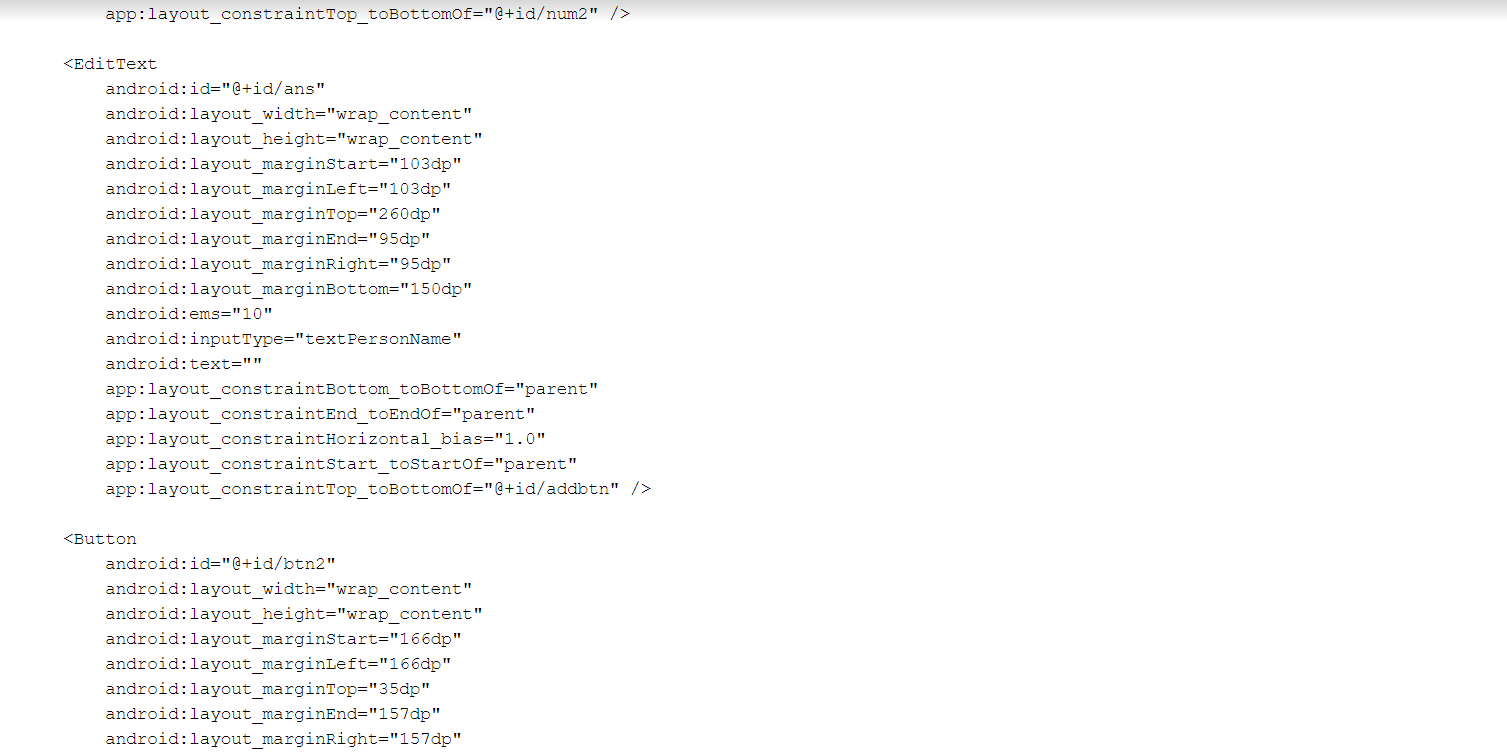 app:layout_constraintTop_toBottomOf="@+id/num2" />
<EditText
android:id="@+id/ans"
android:layout_width="wrap_content"
android:layout_height="wrap_content"
android:layout_marginStart="103dp"
android:layout_marginLeft="103dp"
android:layout_marginTop="260dp"
android:layout_marginEnd="95dp"
android:layout_marginRight="95dp"
android:layout_marginBottom="150dp"
android:ems="10"
android:inputType="textPersonName"
android:text=""
app:layout_constraintBottom_toBottomOf="parent"
app:layout_constraintEnd_toEndOf="parent"
app:layout_constraintHorizontal_bias="1.0"
app:layout_constraintStart_toStartOf="parent"
app:layout_constraintTop_toBottomOf="@+id/addbtn" />
<Button
android:id="@+id/btn2"
android:layout_width="wrap_content"
android:layout_height="wrap_content"
android:layout_marginStart="166dp"
android:layout_marginLeft="166dp"
android:layout_marginTop="35dp"
android:layout_marginEnd="157dp"
android:layout_marginRight="157dp"